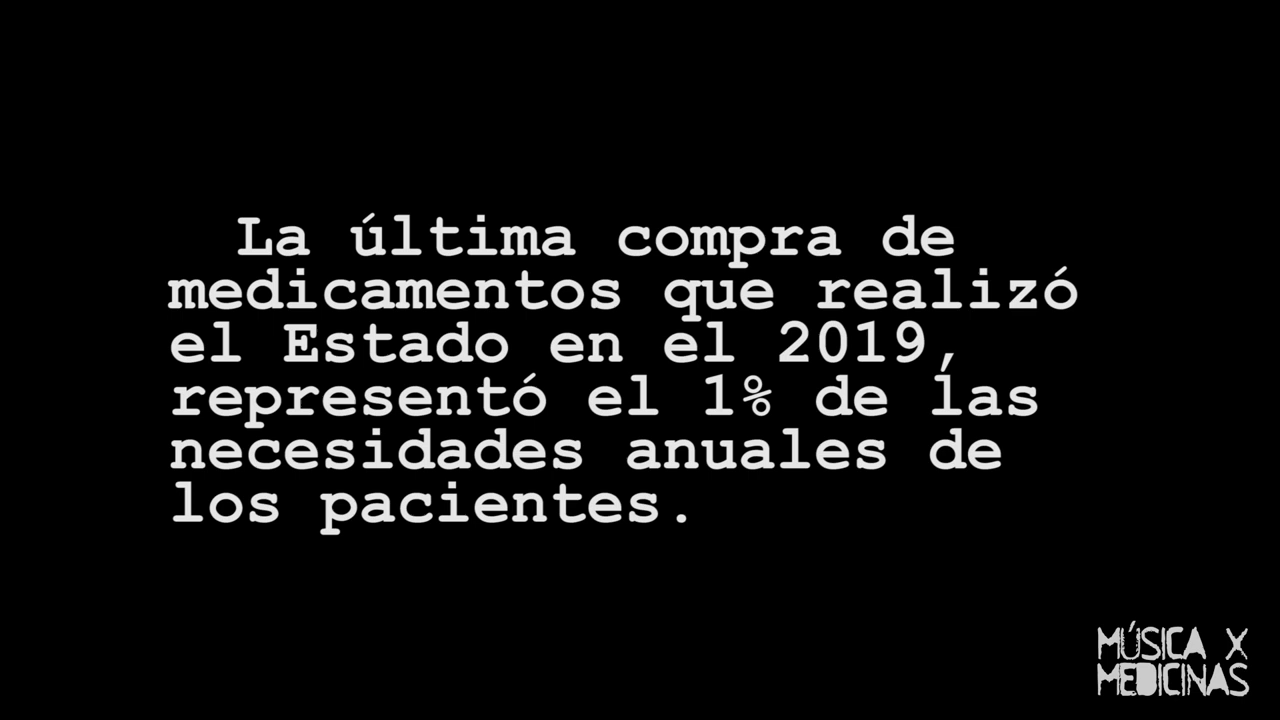 La última compra de
medicamentos que realizó
el Estado en el 2019,
representó el 1% de las
necesidades anuales de
los pacientes.
MÚSICA X
MEDICINAS